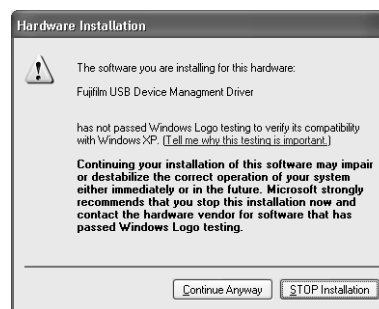 Hardware Installation
The software you are installing for this hardware:
Fujifilm USB Device Managment Driver
has not passed Windows Logo testing to verify its compatibility
with Windows XP. (Tell me why this testing is important.)
Continuing your installation of this software may impair
or destabilize the correct operation of your system
either immediately or in the future. Microsoft strongly
recommends that you stop this installation now and
contact the hardware vendor for software that has
passed Windows Logo testing.
Continue Anyway
STOP Installation